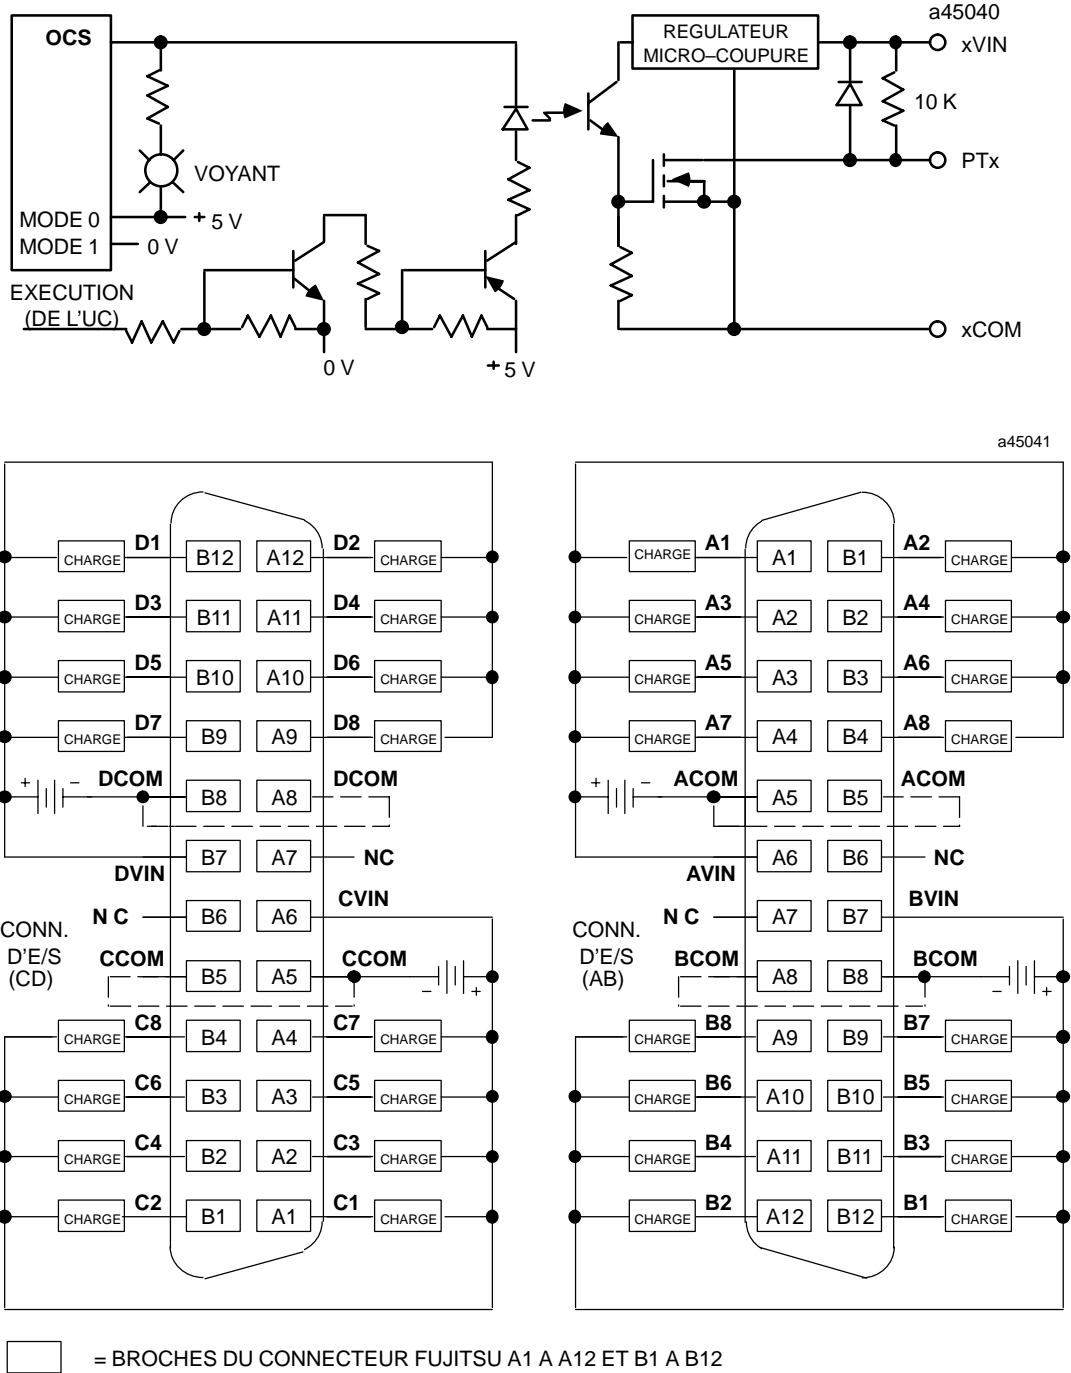 a45040
OCS
REGULATEUR
MICRO–COUPURE
xVIN
10 K
PTx
VOYANT
MODE 0
+ 5 V
MODE 1
0 V
EXECUTION
(DE L'UC)
xCOM
0 V
+ 5 V
a45041
CHARGE D1 B12 A12 D2 CHARGE
CHARGE D3 B11 A11 D4 CHARGE
CHARGE D5 B10 A10 D6 CHARGE
CHARGE D7 B9 A9 D8 CHARGE
+ – DCOM B8 A8 DCOM
DVIN B7 A7 NC
N C B6 A6 CVIN
CONN.
D'E/S
(CD)
CCOM B5 A5 CCOM – +
CHARGE C8 B4 A4 C7 CHARGE
CHARGE C6 B3 A3 C5 CHARGE
CHARGE C4 B2 A2 C3 CHARGE
CHARGE C2 B1 A1 C1 CHARGE
CHARGE A1 A1 B1 A2 CHARGE
CHARGE A3 A2 B2 A4 CHARGE
CHARGE A5 A3 B3 A6 CHARGE
CHARGE A7 A4 B4 A8 CHARGE
+ – ACOM A5 B5 ACOM
AVIN A6 B6 NC
N C A7 B7 BVIN
CONN.
D'E/S
(AB)
BCOM A8 B8 BCOM – +
CHARGE B8 A9 B9 B7 CHARGE
CHARGE B6 A10 B10 B5 CHARGE
CHARGE B4 A11 B11 B3 CHARGE
CHARGE B2 A12 B12 B1 CHARGE
= BROCHES DU CONNECTEUR FUJITSU A1 A A12 ET B1 A B12